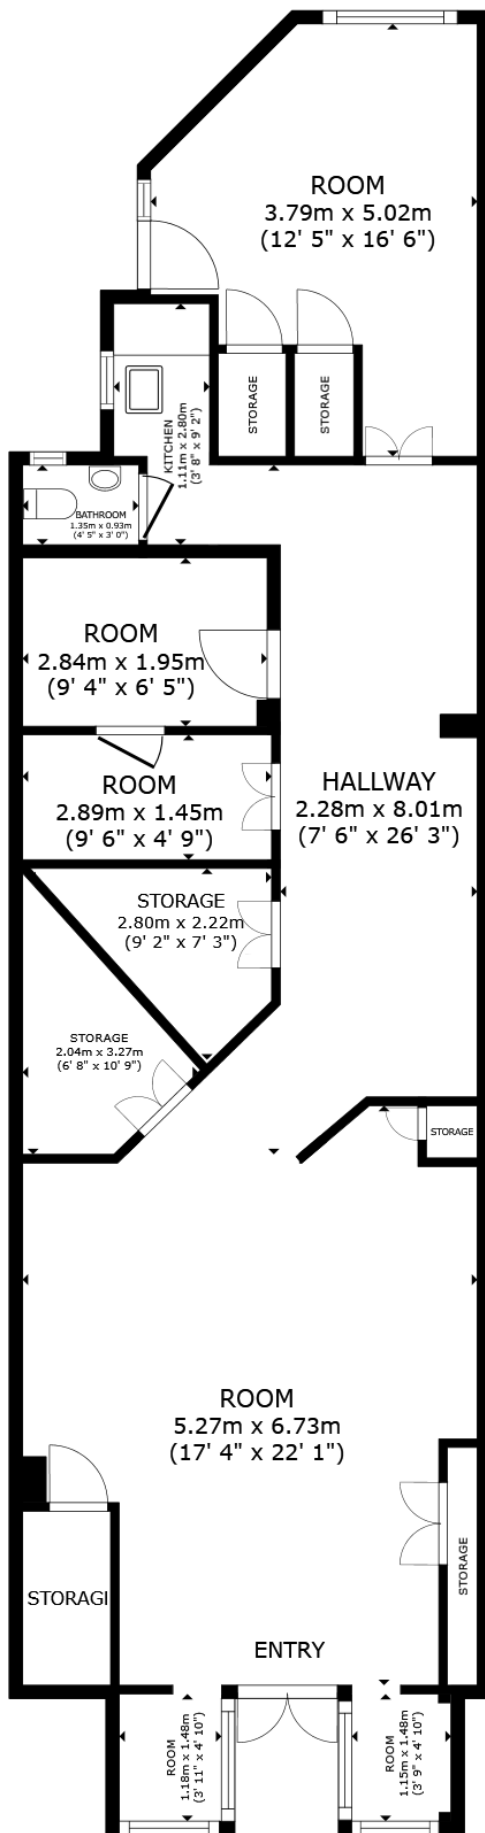 ROOM
3.79m x 5.02m
(12' 5" x 16' 6")
STORAGE
STORAGE
KITCHEN
1.11m x 2.80m
(3' 8" x 9' 2")
BATHROOM
1.35m x 0.93m
(4' 5" x 3' 0")
ROOM
2.84m x 1.95m
(9' 4" x 6' 5")
ROOM
2.89m x 1.45m
(9' 6" x 4' 9")
HALLWAY
2.28m x 8.01m
(7' 6" x 26' 3")
STORAGE
2.80m x 2.22m
(9' 2" x 7' 3")
STORAGE
2.04m x 3.27m
(6' 8" x 10' 9")
STORAGE
ROOM
5.27m x 6.73m
(17' 4" x 22' 1")
STORAGE
STORAGI
ENTRY
ROOM
1.18m x 1.48m
(3' 11" x 4' 10")
ROOM
1.15m x 1.48m
(3' 9" x 4' 10")